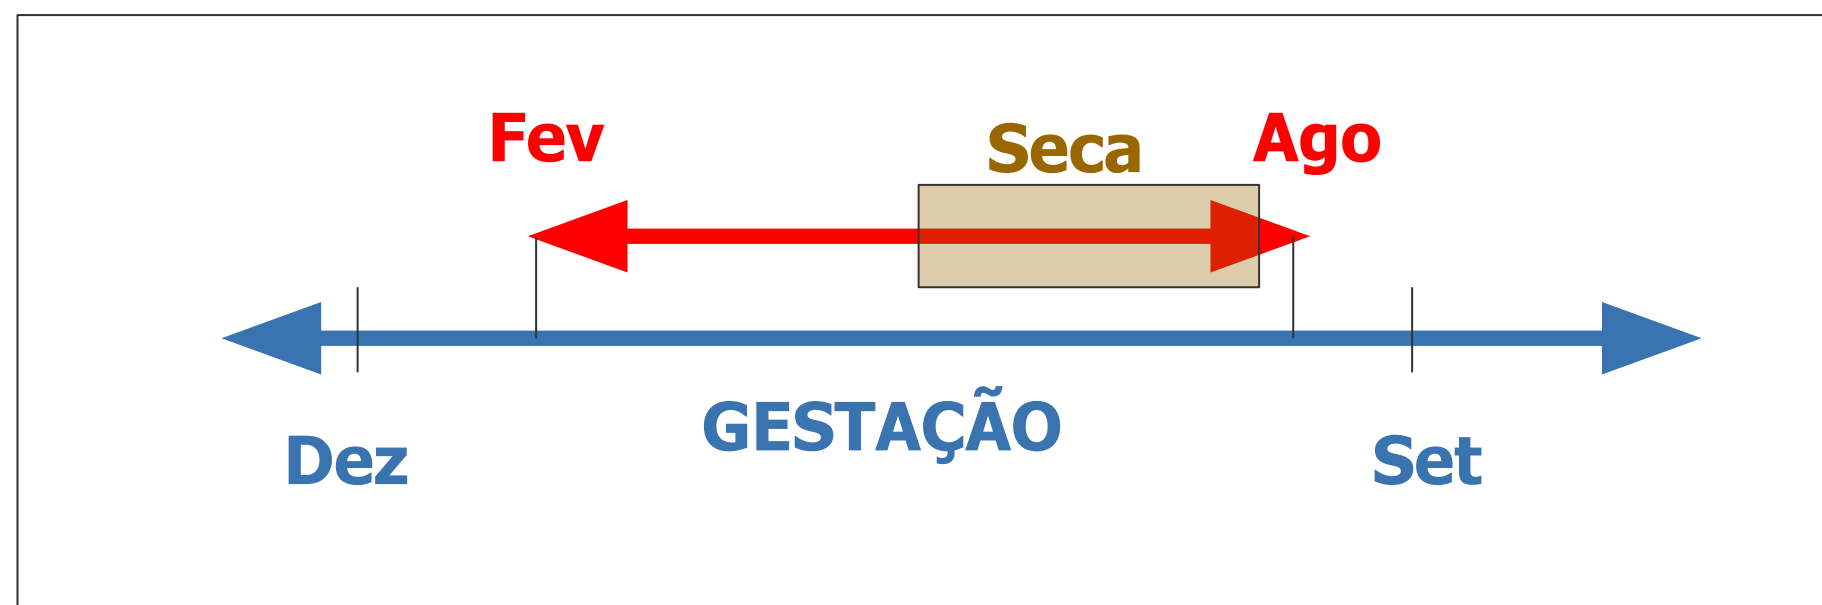 Fev
Seca
Ago
GESTAÇÃO
Dez
Set